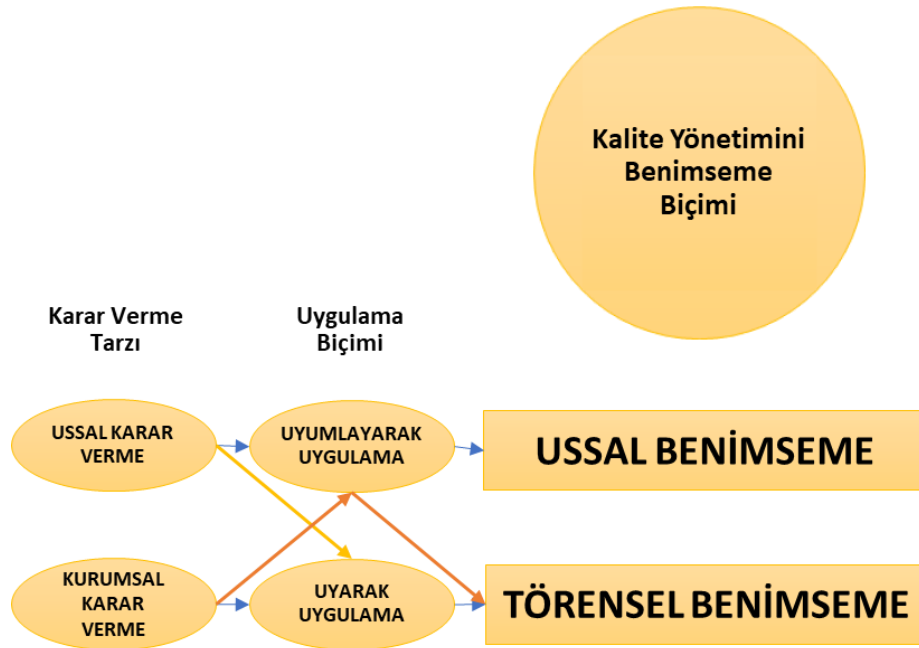 Kalite Yönetimini
Benimseme
Biçimi
Karar Verme
Tarzı
Uygulama
Biçimi
USSAL KARAR
VERME
UYUMLAYARAK
UYGULAMA
USSAL BENİMSEME
KURUMSAL
KARAR
VERME
UYARAK
UYGULAMA
TÖRENSEL BENİMSEME